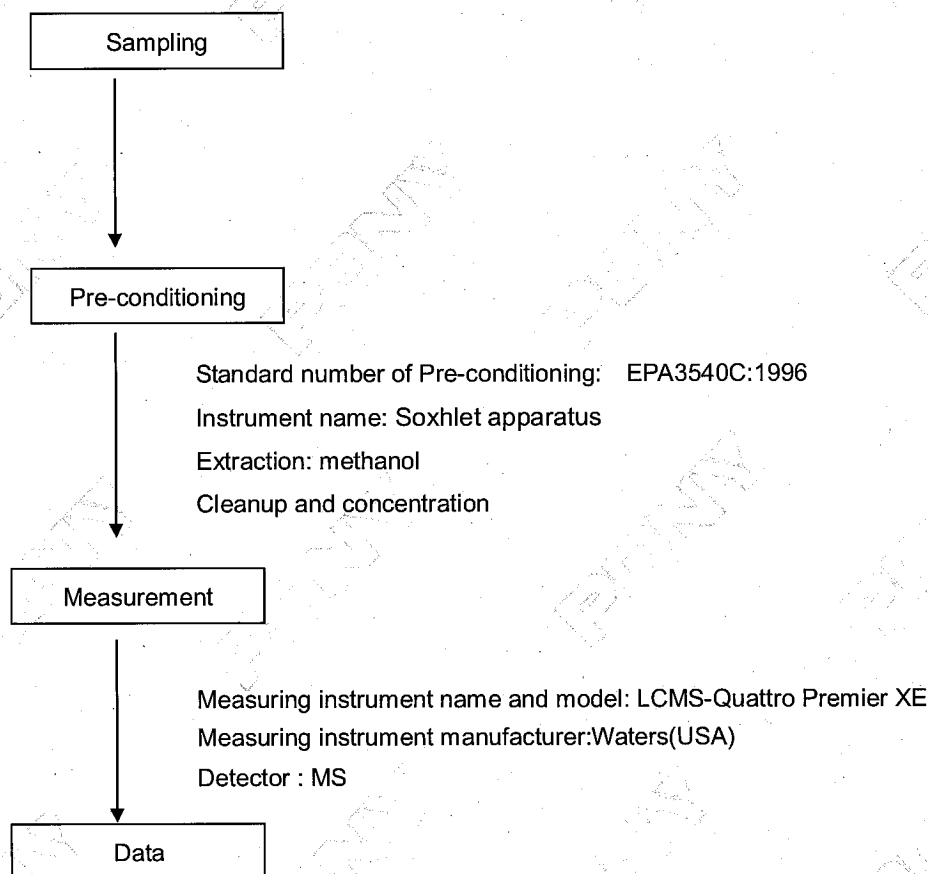 Sampling
Pre-conditioning
Standard number of Pre-conditioning: EPA3540C:1996
Instrument name: Soxhlet apparatus
Extraction: methanol
Cleanup and concentration
Measurement
Measuring instrument name and model: LCMS-Quattro Premier XE
Measuring instrument manufacturer:Waters(USA)
Detector : MS
Data